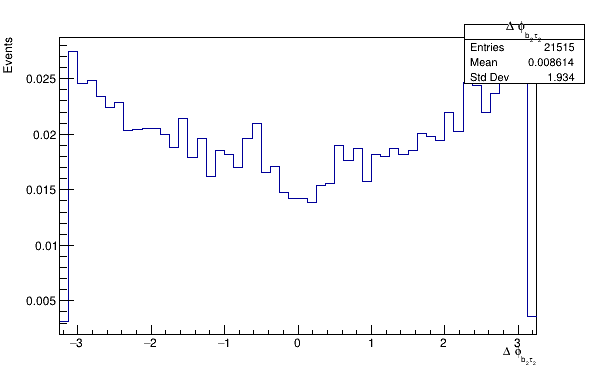 Δ ϕ_{b₂τ₂}
Entries 21515
Mean 0.008614
Std Dev 1.934
Events
0.025
0.02
0.015
0.01
0.005
−3 −2 −1 0 1 2 3
Δ ϕ_{b₂τ₂}